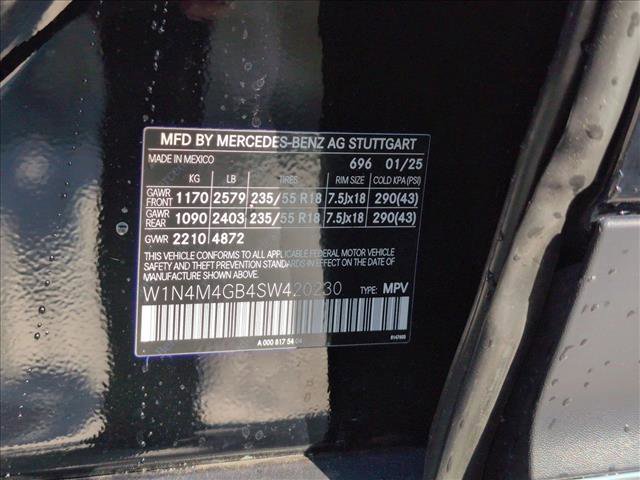 MFD BY MERCEDES-BENZ AG STUTTGART
MADE IN MEXICO 696 01/25
KG LB TIRES RIM SIZE COLD KPA (PSI)
GAWR FRONT 1170 2579 235/55 R18 7.5Jx18 290(43)
GAWR REAR 1090 2403 235/55 R18 7.5Jx18 290(43)
GWR 2210 4872
THIS VEHICLE CONFORMS TO ALL APPLICABLE FEDERAL MOTOR VEHICLE
SAFETY AND THEFT PREVENTION STANDARDS IN EFFECT ON THE DATE OF
MANUFACTURE SHOWN ABOVE.
W1N4M4GB4SW420230 TYPE: MPV
A 000 817 54 04